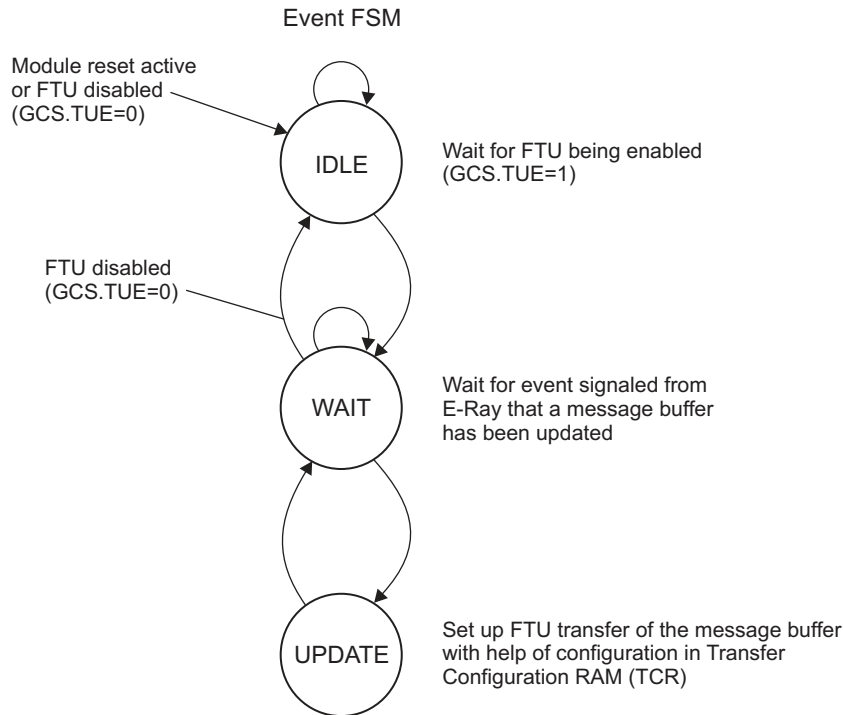 Event FSM
Module reset active
or FTU disabled
(GCS.TUE=0)
IDLE
Wait for FTU being enabled
(GCS.TUE=1)
FTU disabled
(GCS.TUE=0)
WAIT
Wait for event signaled from
E-Ray that a message buffer
has been updated
UPDATE
Set up FTU transfer of the message buffer
with help of configuration in Transfer
Configuration RAM (TCR)